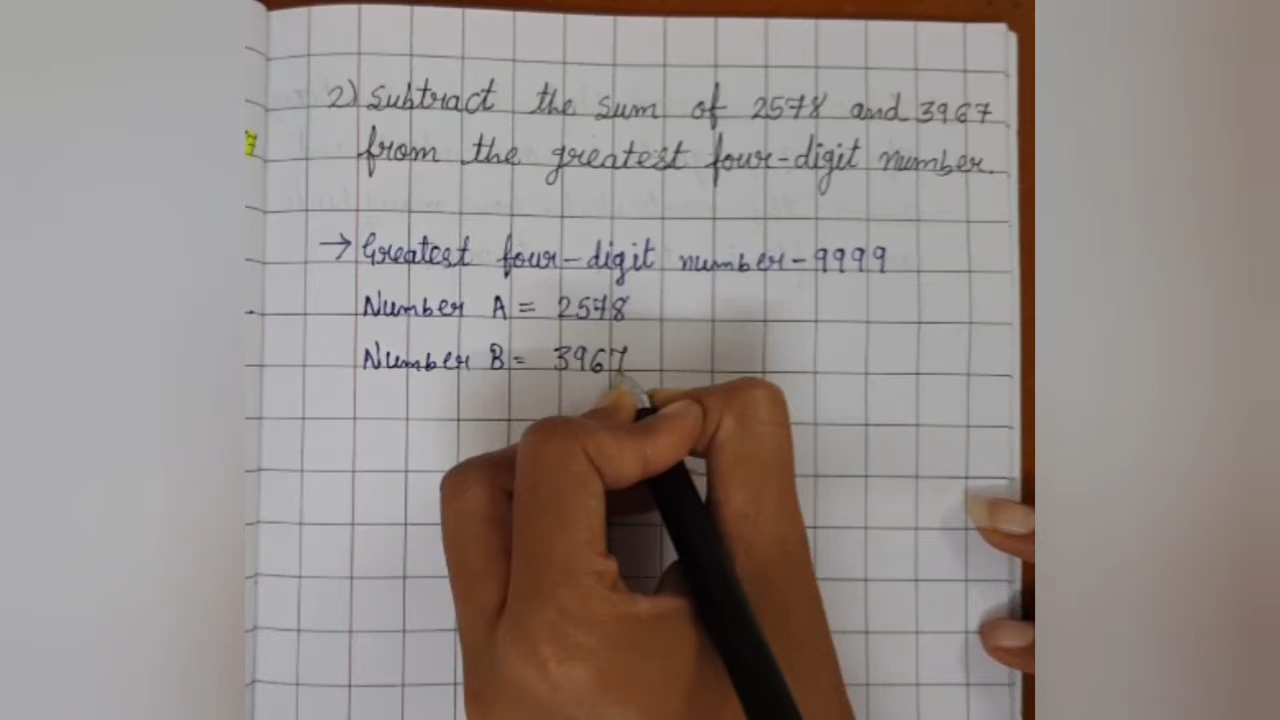 2) Subtract the sum of 2578 and 3967
from the greatest four-digit number.
→ Greatest four-digit number - 9999
Number A = 2578
Number B = 3967